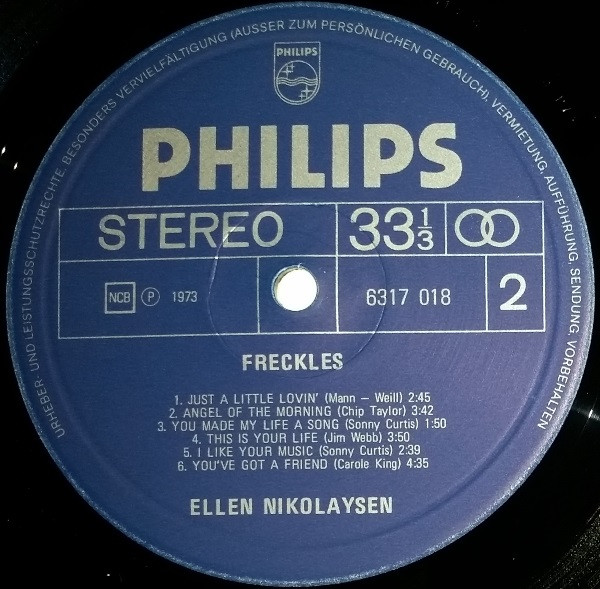 URHEBER- UND LEISTUNGSSCHUTZRECHTE, BESONDERS VERVIELFÄLTIGUNG (AUSSER ZUM PERSÖNLICHEN GEBRAUCH), VERMIETUNG, AUFFÜHRUNG, SENDUNG VORBEHALTEN
PHILIPS
PHILIPS
STEREO 33 1/3
NCB Ⓟ 1973 6317 018 2
FRECKLES
1. JUST A LITTLE LOVIN' (Mann – Weill) 2:45
2. ANGEL OF THE MORNING (Chip Taylor) 3:42
3. YOU MADE MY LIFE A SONG (Sonny Curtis) 1:50
4. THIS IS YOUR LIFE (Jim Webb) 3:50
5. I LIKE YOUR MUSIC (Sonny Curtis) 2:39
6. YOU'VE GOT A FRIEND (Carole King) 4:35
ELLEN NIKOLAYSEN